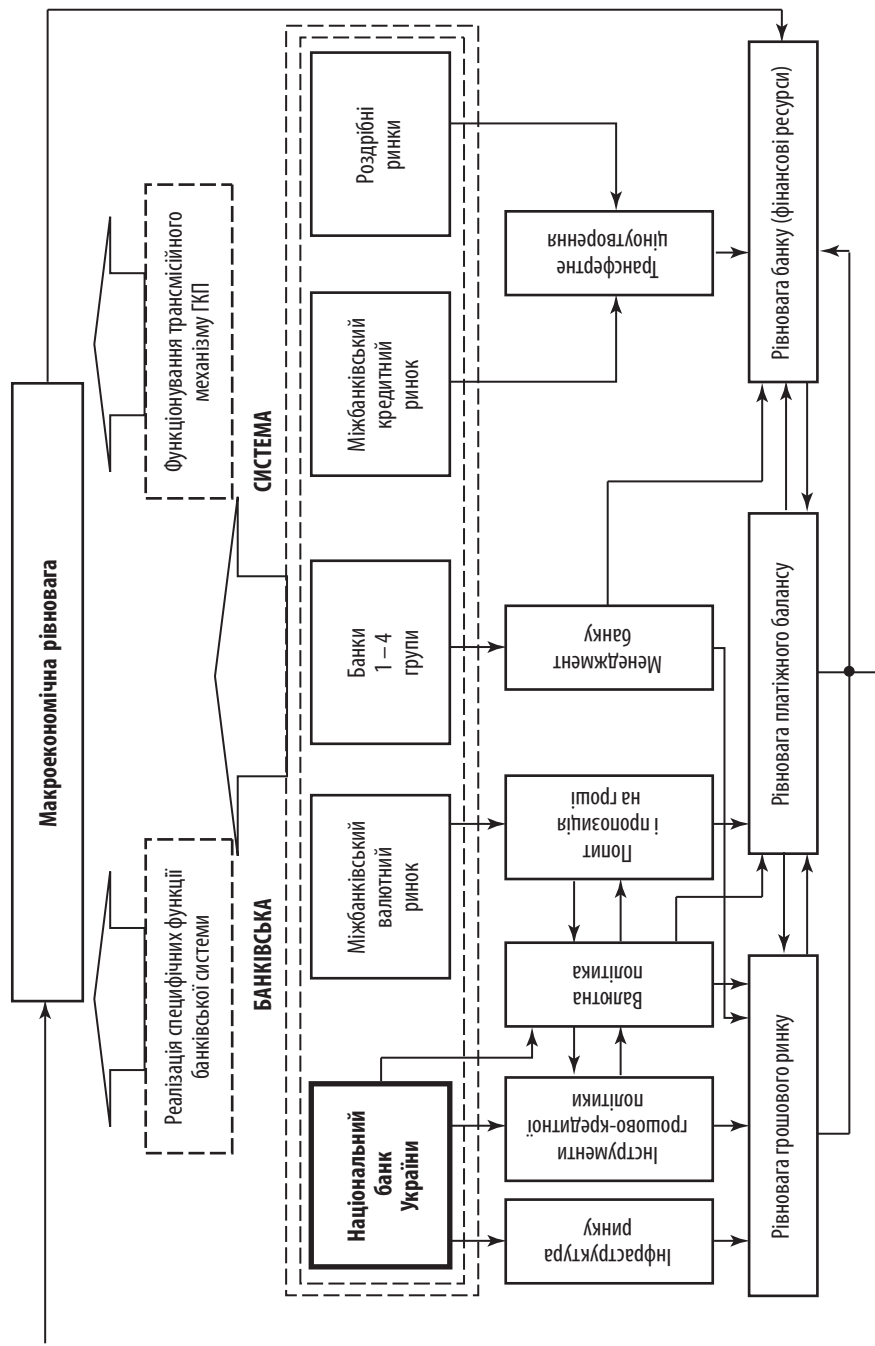 Макроекономічна рівновага
Реалізація специфічних функції
банківської системи
Функціонування трансмісійного
механізму ГКП
БАНКІВСЬКА
СИСТЕМА
Національний
банк
України
Міжбанківський
валютний
ринок
Банки
1 – 4
групи
Міжбанківський
кредитний
ринок
Роздрібні
ринки
Інфраструктура
ринку
Інструменти
грошово-кредитної
політики
Валютна
політика
Попит
і пропозиція
на гроші
Менеджмент
банку
Трансфертне
ціноутворення
Рівновага грошового ринку
Рівновага платіжного балансу
Рівновага банку (фінансові ресурси)